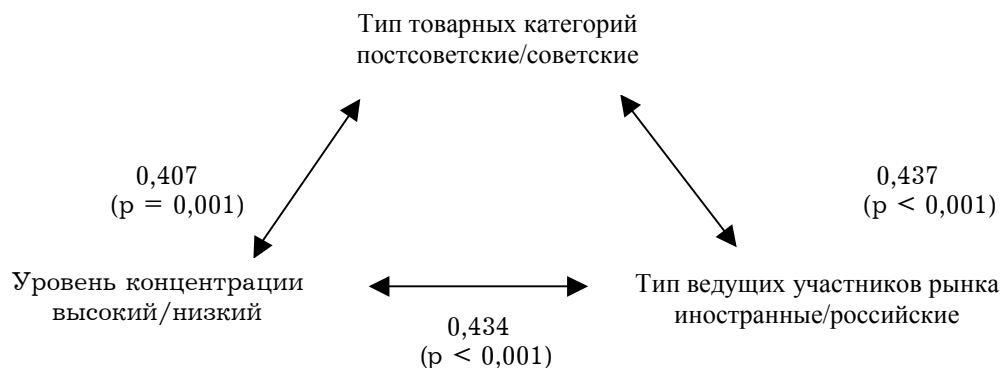 Тип товарных категорий
постсоветские/советские
0,407
(p = 0,001)
0,437
(p < 0,001)
Уровень концентрации
высокий/низкий
Тип ведущих участников рынка
иностранные/российские
0,434
(p < 0,001)